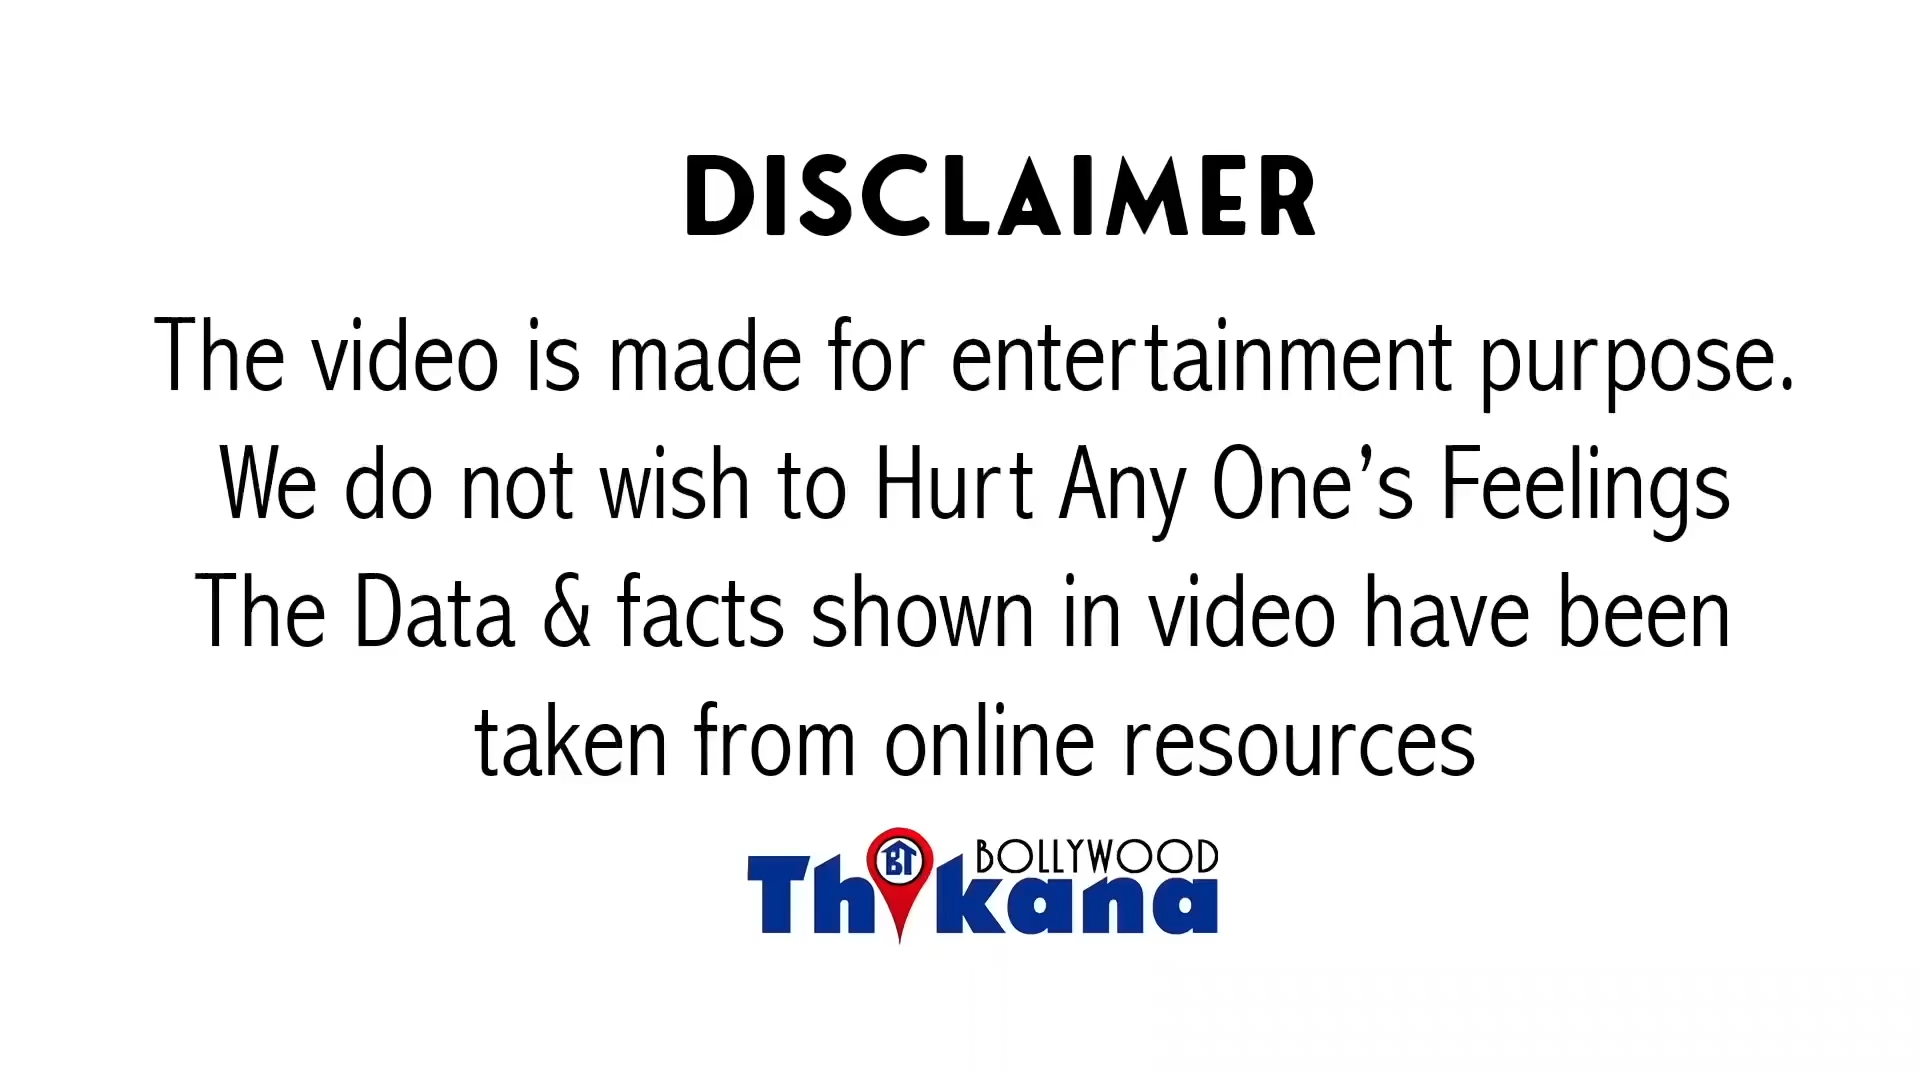 DISCLAIMER
The video is made for entertainment purpose.
We do not wish to Hurt Any One’s Feelings
The Data & facts shown in video have been
taken from online resources
BT
BOLLYWOOD
Thikana